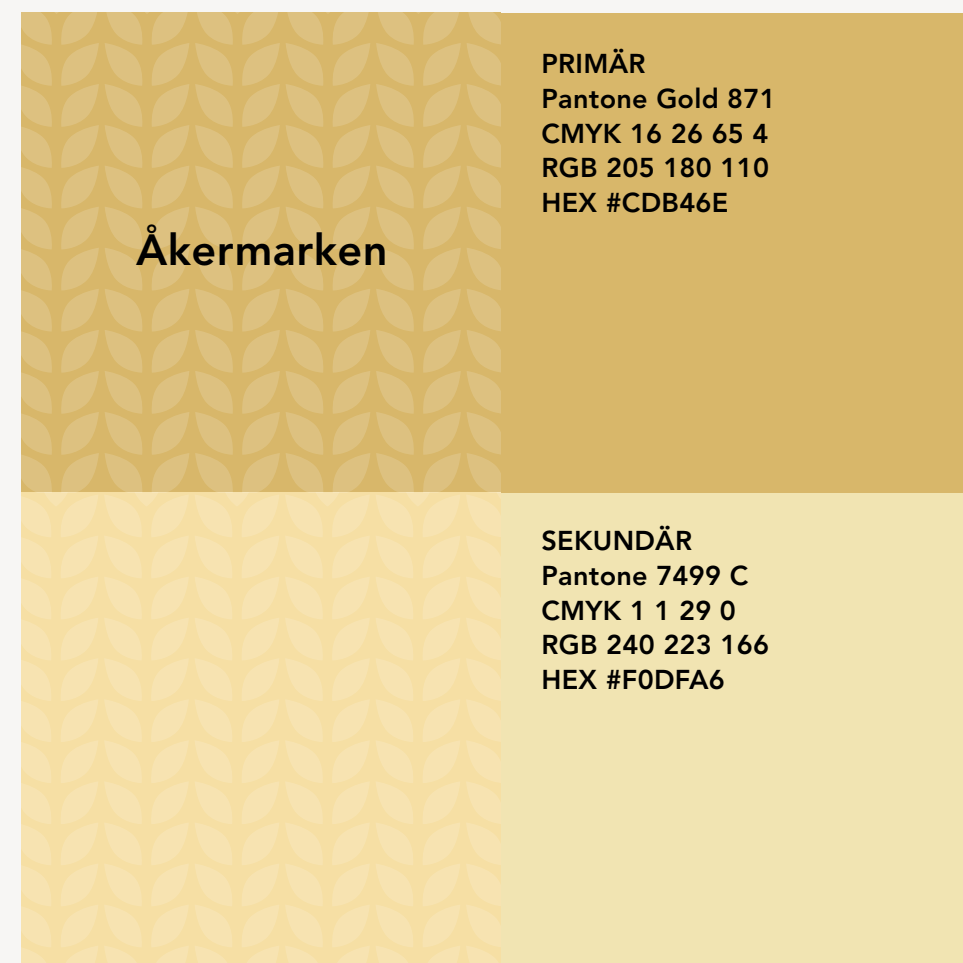 Åkermarken
PRIMÄR
Pantone Gold 871
CMYK 16 26 65 4
RGB 205 180 110
HEX #CDB46E
SEKUNDÄR
Pantone 7499 C
CMYK 1 1 29 0
RGB 240 223 166
HEX #F0DFA6